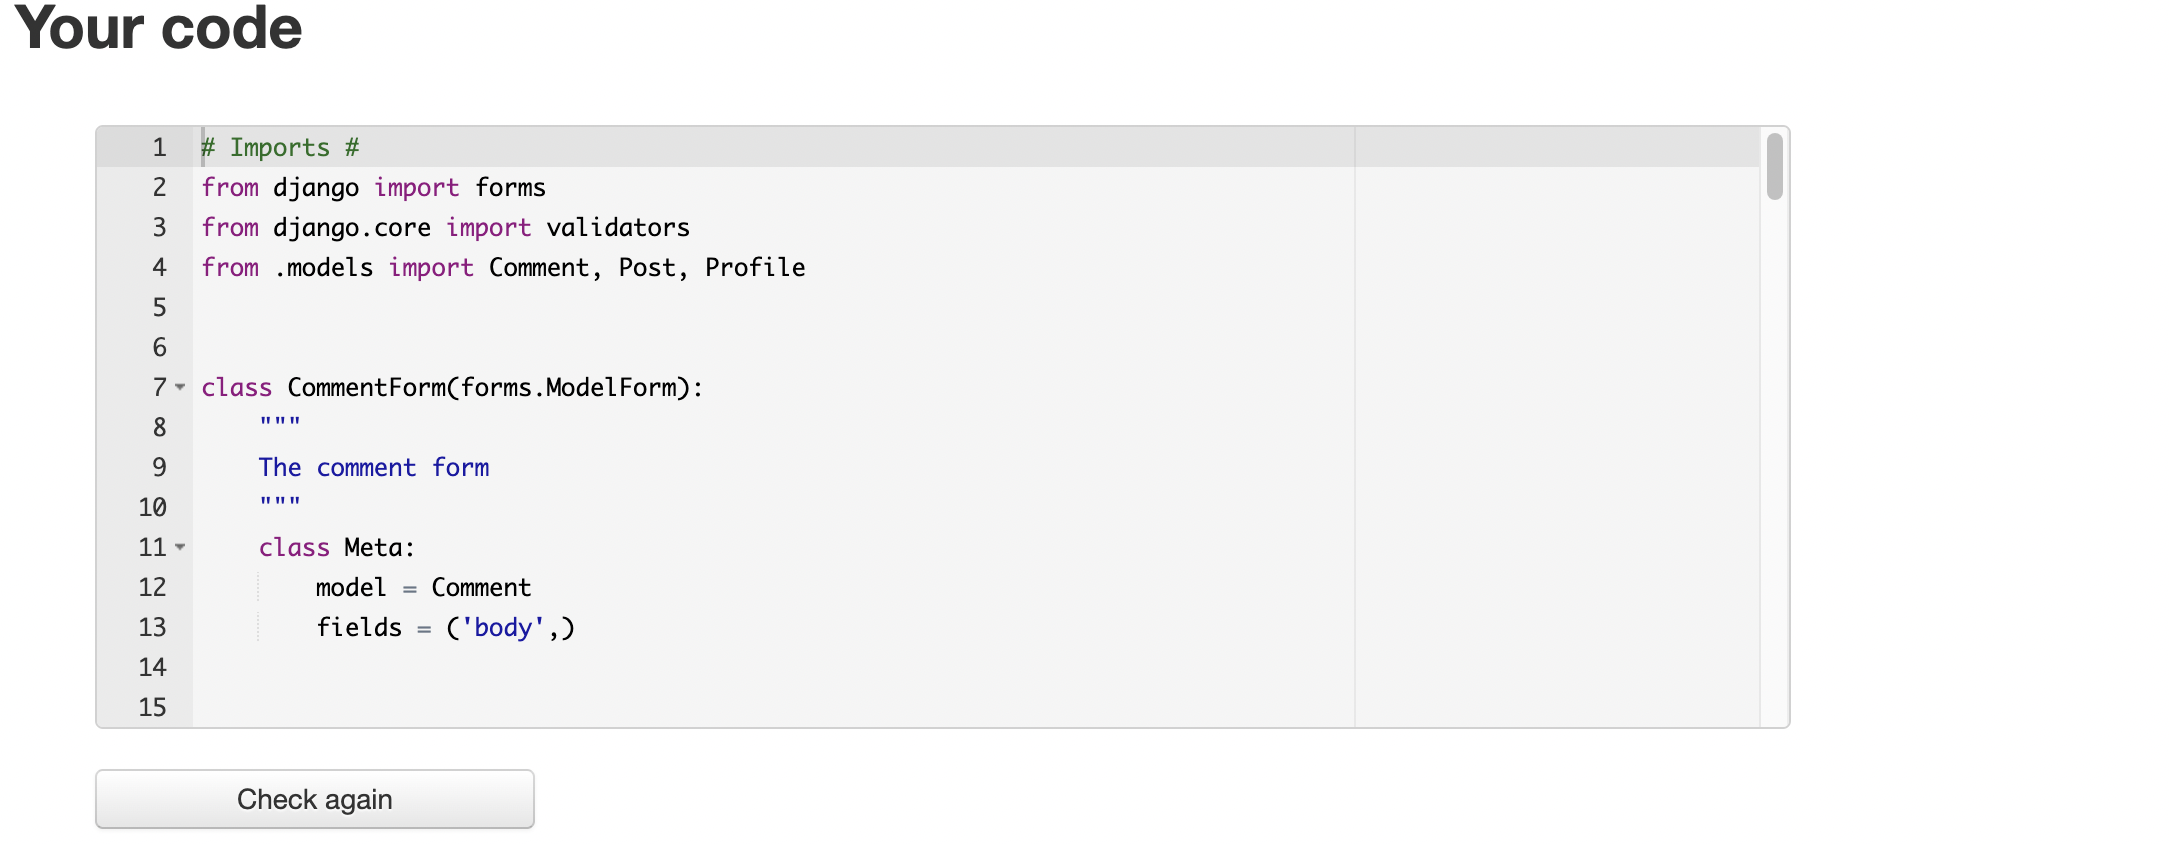 Your code
1 # Imports #
2 from django import forms
3 from django.core import validators
4 from .models import Comment, Post, Profile
5
6
7 class CommentForm(forms.ModelForm):
8     """
9     The comment form
10     """
11     class Meta:
12         model = Comment
13         fields = ('body',)
14
15
Check again